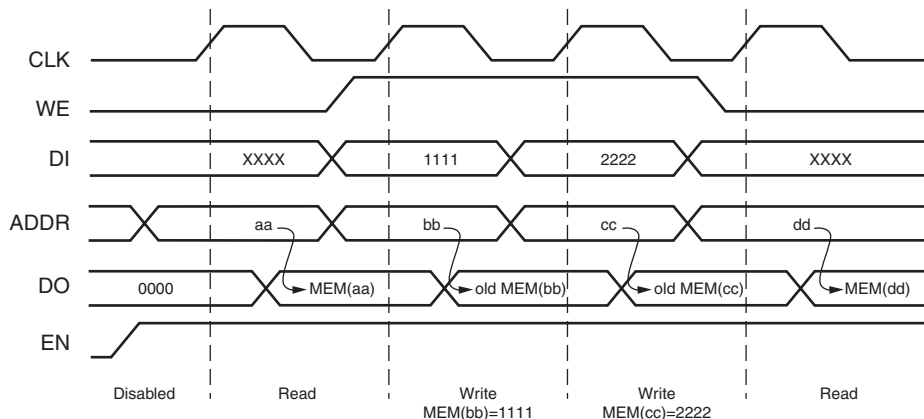 CLK
WE
DI XXXX 1111 2222 XXXX
ADDR aa bb cc dd
DO 0000 MEM(aa) old MEM(bb) old MEM(cc) MEM(dd)
EN
Disabled Read Write Write Read
MEM(bb)=1111 MEM(cc)=2222